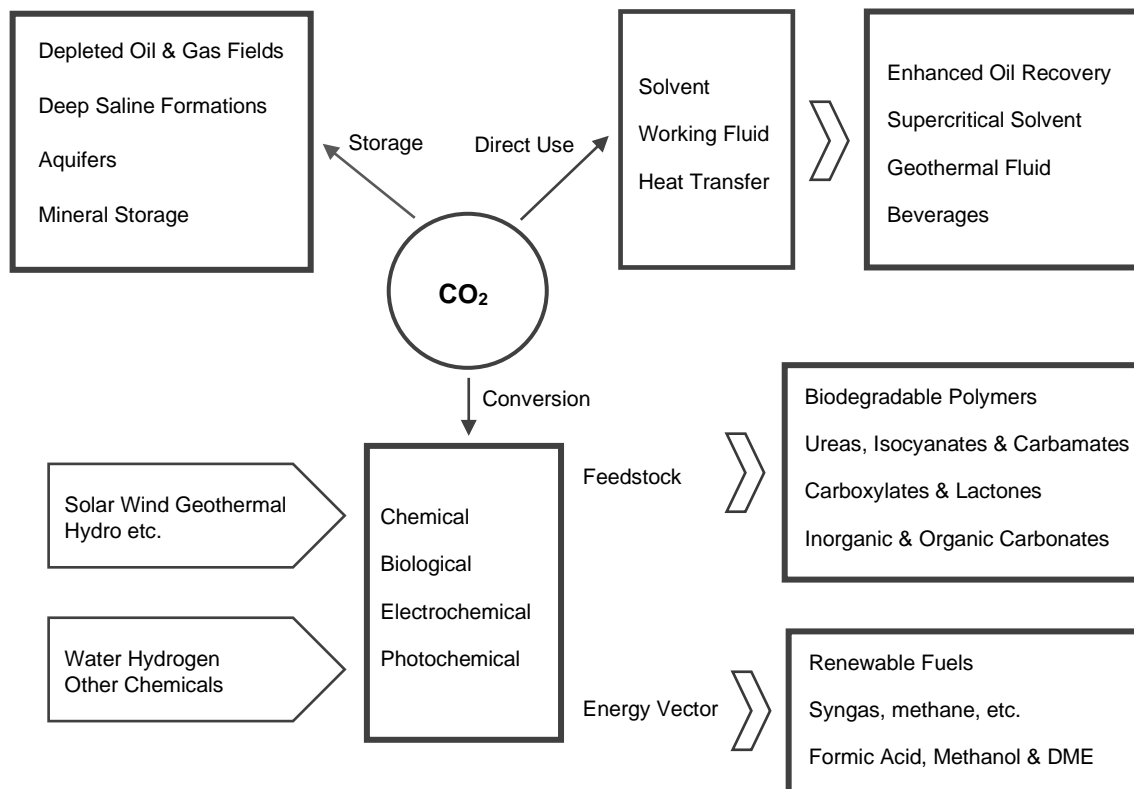 Depleted Oil & Gas Fields
Deep Saline Formations
Aquifers
Mineral Storage
Storage
Direct Use
Solvent
Working Fluid
Heat Transfer
Enhanced Oil Recovery
Supercritical Solvent
Geothermal Fluid
Beverages
CO₂
Conversion
Solar Wind Geothermal
Hydro etc.
Water Hydrogen
Other Chemicals
Chemical
Biological
Electrochemical
Photochemical
Feedstock
Biodegradable Polymers
Ureas, Isocyanates & Carbamates
Carboxylates & Lactones
Inorganic & Organic Carbonates
Energy Vector
Renewable Fuels
Syngas, methane, etc.
Formic Acid, Methanol & DME